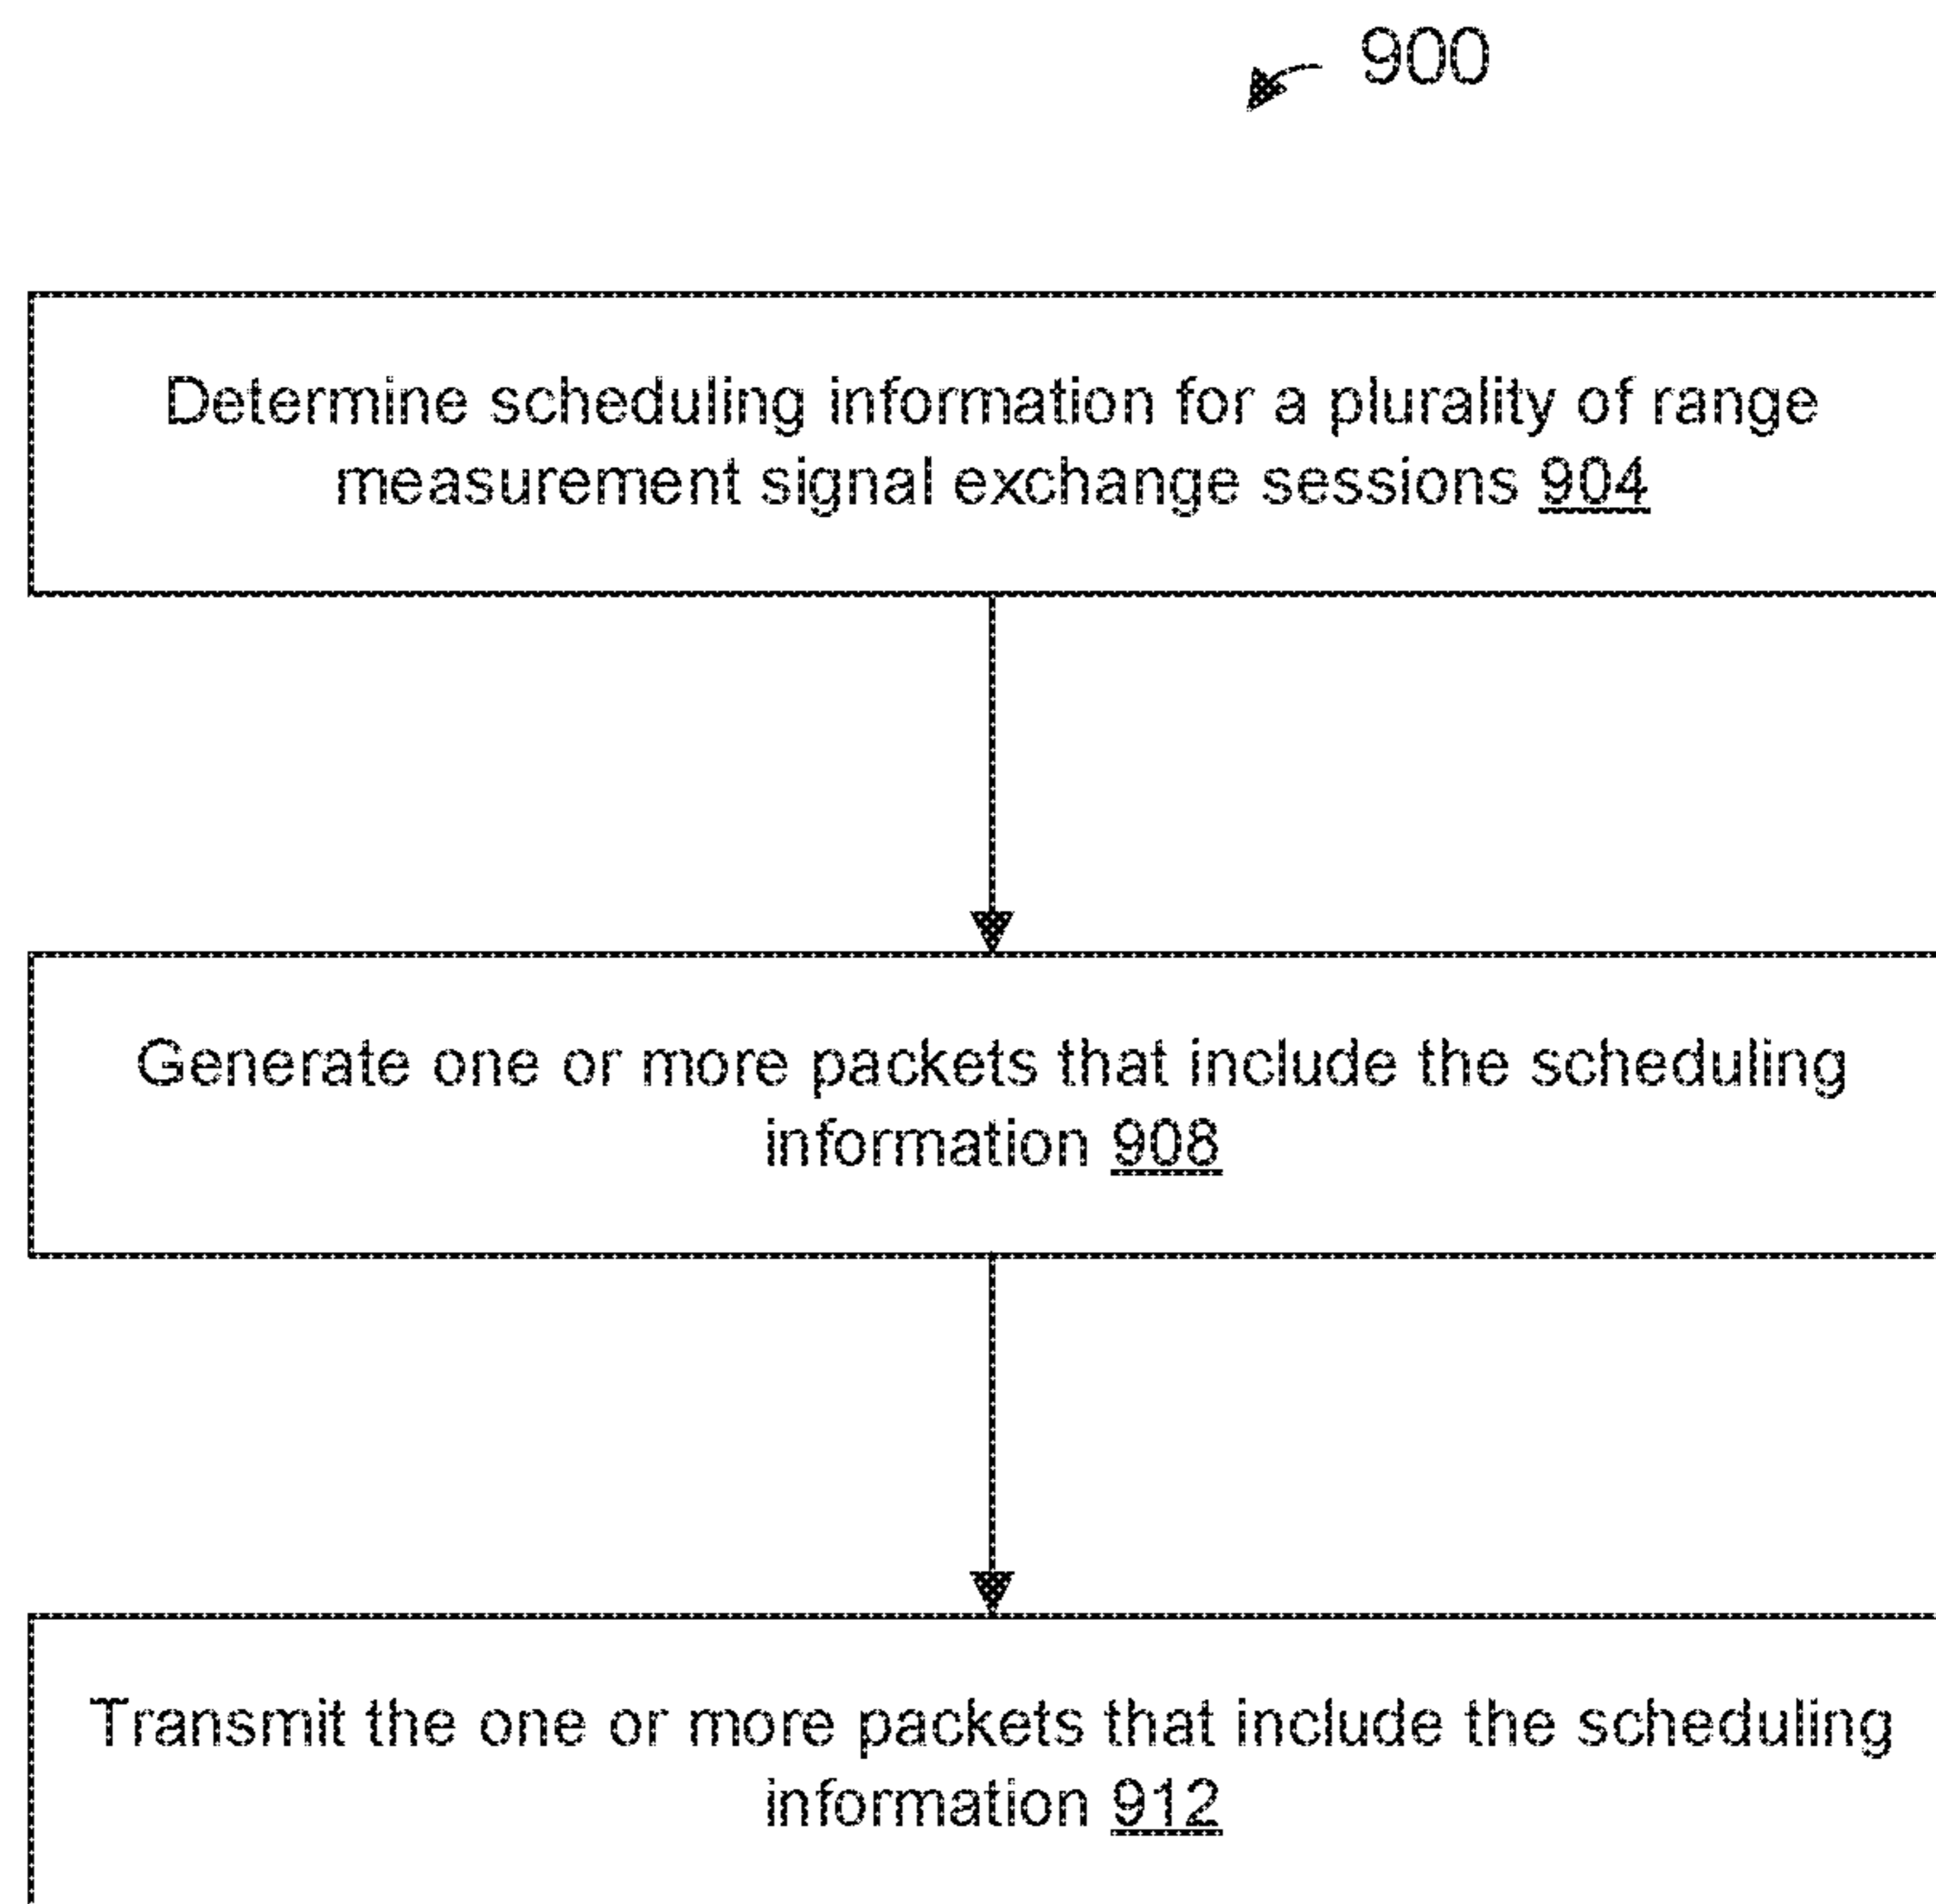 900
Determine scheduling information for a plurality of range
measurement signal exchange sessions 904
Generate one or more packets that include the scheduling
information 908
Transmit the one or more packets that include the scheduling
information 912